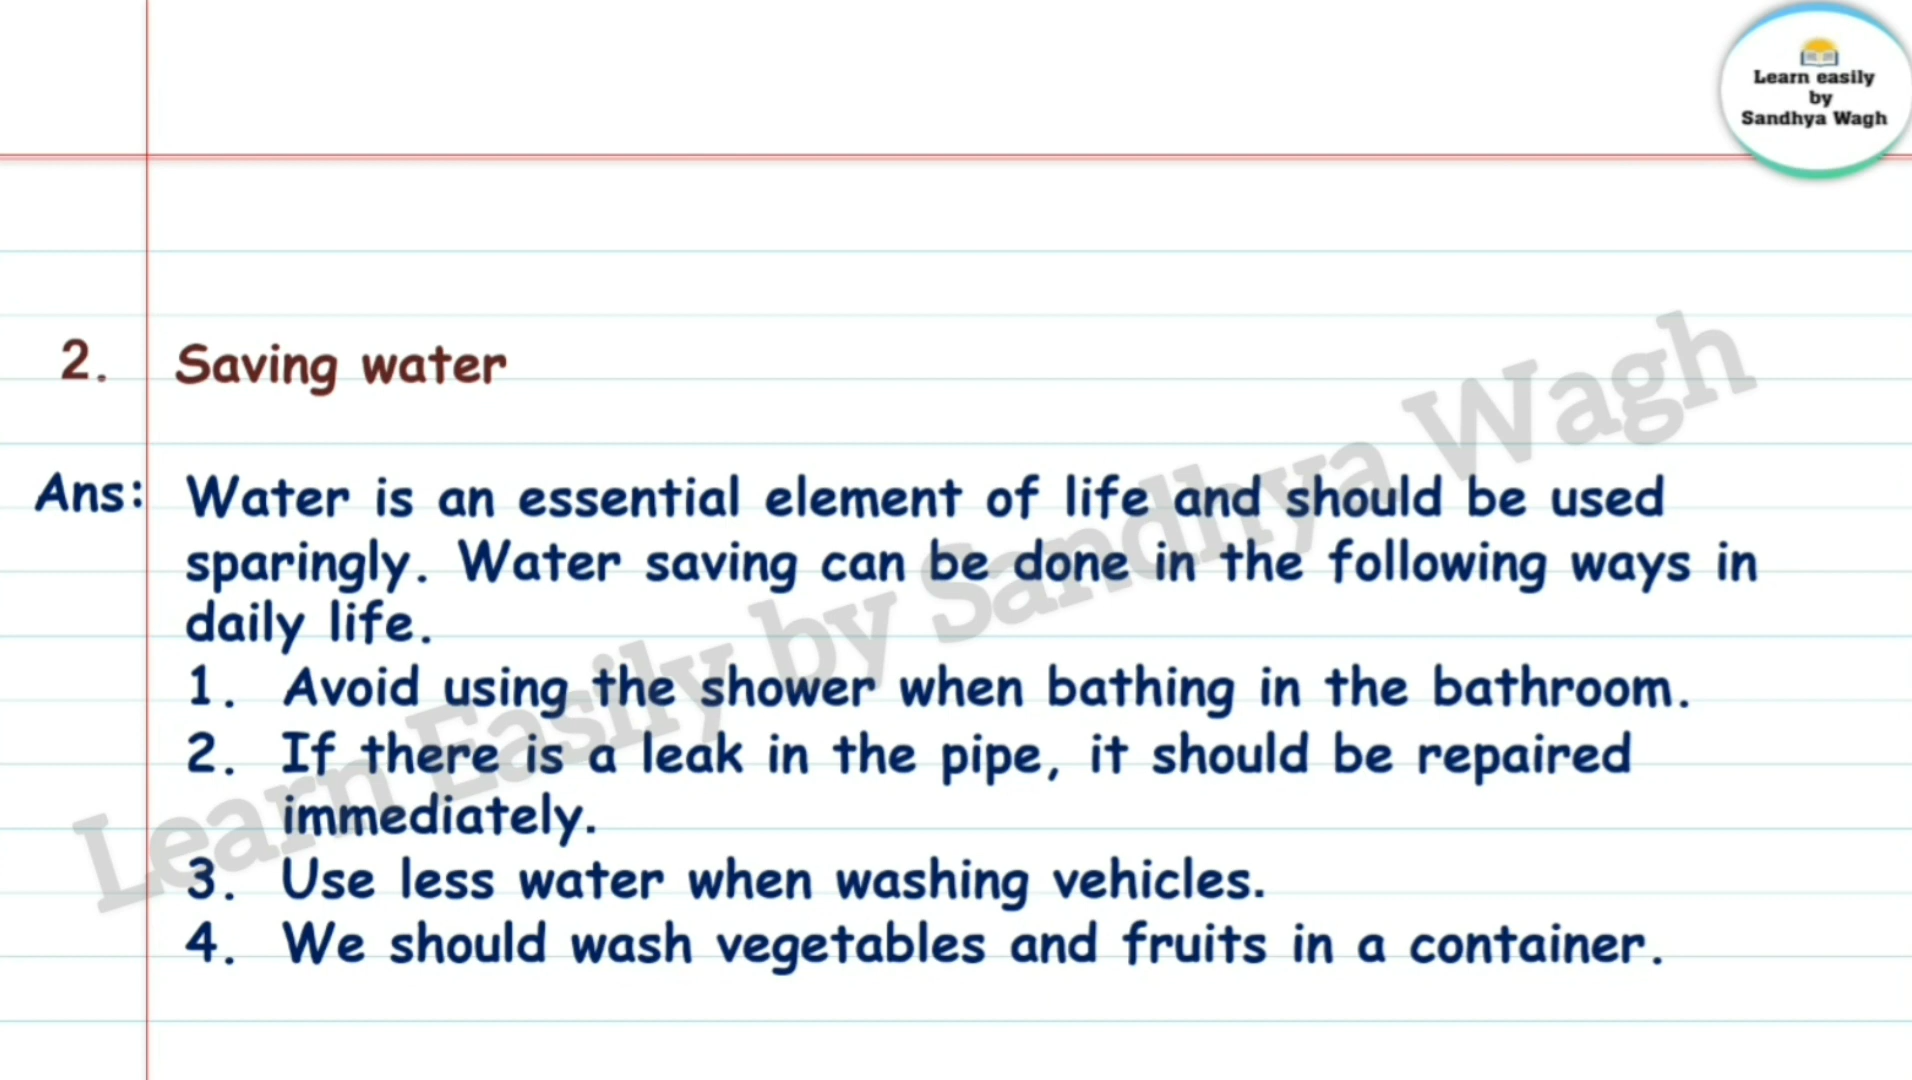 Learn easily
by
Sandhya Wagh
2. Saving water
Ans: Water is an essential element of life and should be used
sparingly. Water saving can be done in the following ways in
daily life.
1. Avoid using the shower when bathing in the bathroom.
2. If there is a leak in the pipe, it should be repaired
immediately.
3. Use less water when washing vehicles.
4. We should wash vegetables and fruits in a container.
Learn Easily by Sandhya Wagh